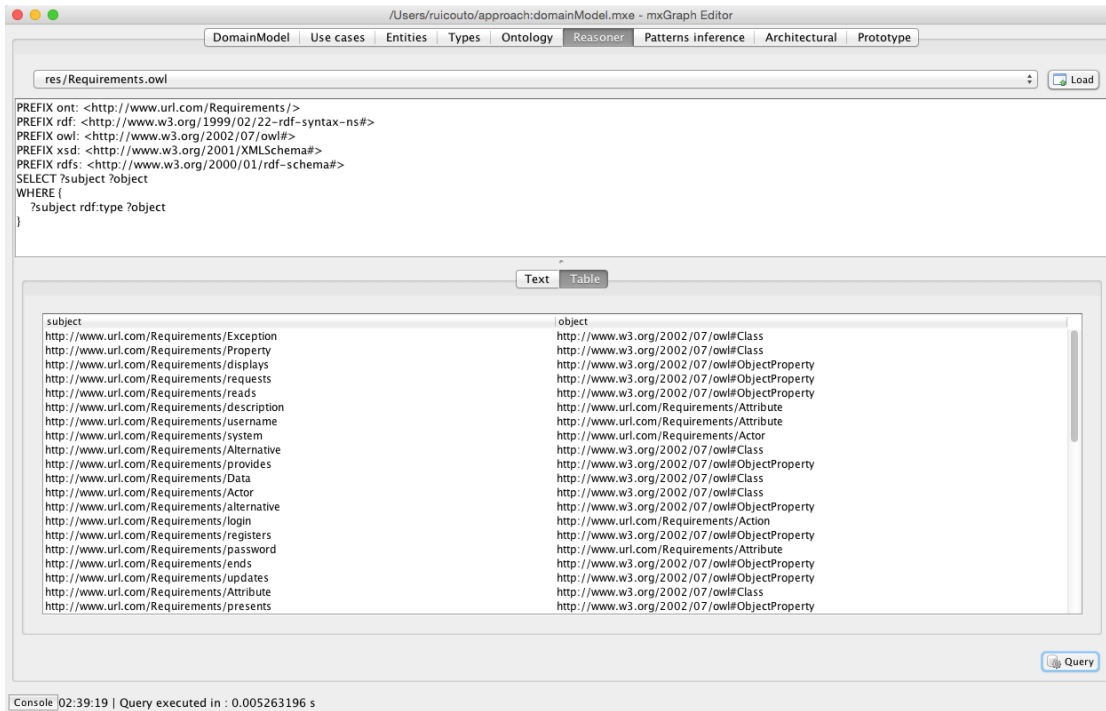 /Users/ruicouto/approach:domainModel.mxe - mxGraph Editor
DomainModel Use cases Entities Types Ontology Reasoner Patterns inference Architectural Prototype
res/Requirements.owl Load
PREFIX ont: <http://www.url.com/Requirements/>
PREFIX rdf: <http://www.w3.org/1999/02/22-rdf-syntax-ns#>
PREFIX owl: <http://www.w3.org/2002/07/owl#>
PREFIX xsd: <http://www.w3.org/2001/XMLSchema#>
PREFIX rdfs: <http://www.w3.org/2000/01/rdf-schema#>
SELECT ?subject ?object
WHERE {
?subject rdf:type ?object
}
Text Table
subject object
http://www.url.com/Requirements/Exception http://www.w3.org/2002/07/owl#Class
http://www.url.com/Requirements/Property http://www.w3.org/2002/07/owl#Class
http://www.url.com/Requirements/displays http://www.w3.org/2002/07/owl#ObjectProperty
http://www.url.com/Requirements/requests http://www.w3.org/2002/07/owl#ObjectProperty
http://www.url.com/Requirements/reads http://www.w3.org/2002/07/owl#ObjectProperty
http://www.url.com/Requirements/description http://www.url.com/Requirements/Attribute
http://www.url.com/Requirements/username http://www.url.com/Requirements/Attribute
http://www.url.com/Requirements/system http://www.url.com/Requirements/Actor
http://www.url.com/Requirements/Alternative http://www.w3.org/2002/07/owl#Class
http://www.url.com/Requirements/provides http://www.w3.org/2002/07/owl#ObjectProperty
http://www.url.com/Requirements/Data http://www.w3.org/2002/07/owl#Class
http://www.url.com/Requirements/Actor http://www.w3.org/2002/07/owl#Class
http://www.url.com/Requirements/alternative http://www.w3.org/2002/07/owl#ObjectProperty
http://www.url.com/Requirements/login http://www.url.com/Requirements/Action
http://www.url.com/Requirements/registers http://www.w3.org/2002/07/owl#ObjectProperty
http://www.url.com/Requirements/password http://www.url.com/Requirements/Attribute
http://www.url.com/Requirements/ends http://www.w3.org/2002/07/owl#ObjectProperty
http://www.url.com/Requirements/updates http://www.w3.org/2002/07/owl#ObjectProperty
http://www.url.com/Requirements/Attribute http://www.w3.org/2002/07/owl#Class
http://www.url.com/Requirements/presents http://www.w3.org/2002/07/owl#ObjectProperty
Query
Console 02:39:19 | Query executed in : 0.005263196 s